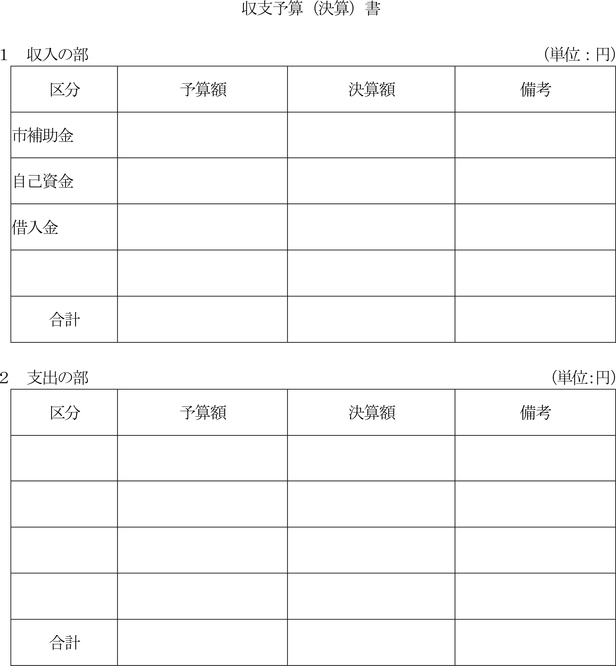 収支予算（決算）書
1　収入の部　（単位：円）
区分　予算額　決算額　備考
市補助金
自己資金
借入金
合計
2　支出の部　（単位：円）
区分　予算額　決算額　備考
合計